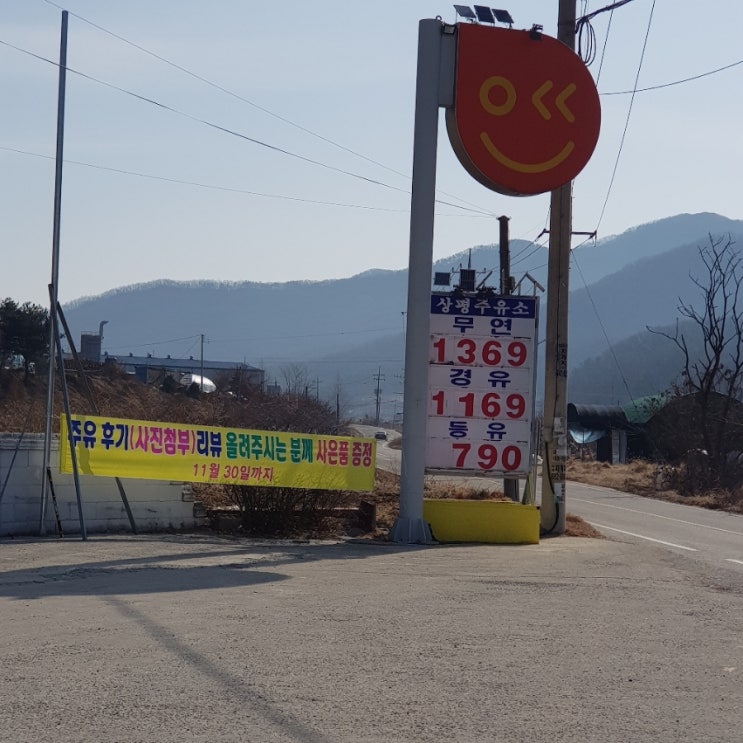 상평주유소
무연
1369
경유
1169
등유
790
주유 후기(사진첨부)리뷰 올려주시는 분께 사은품 증정
11월 30일까지